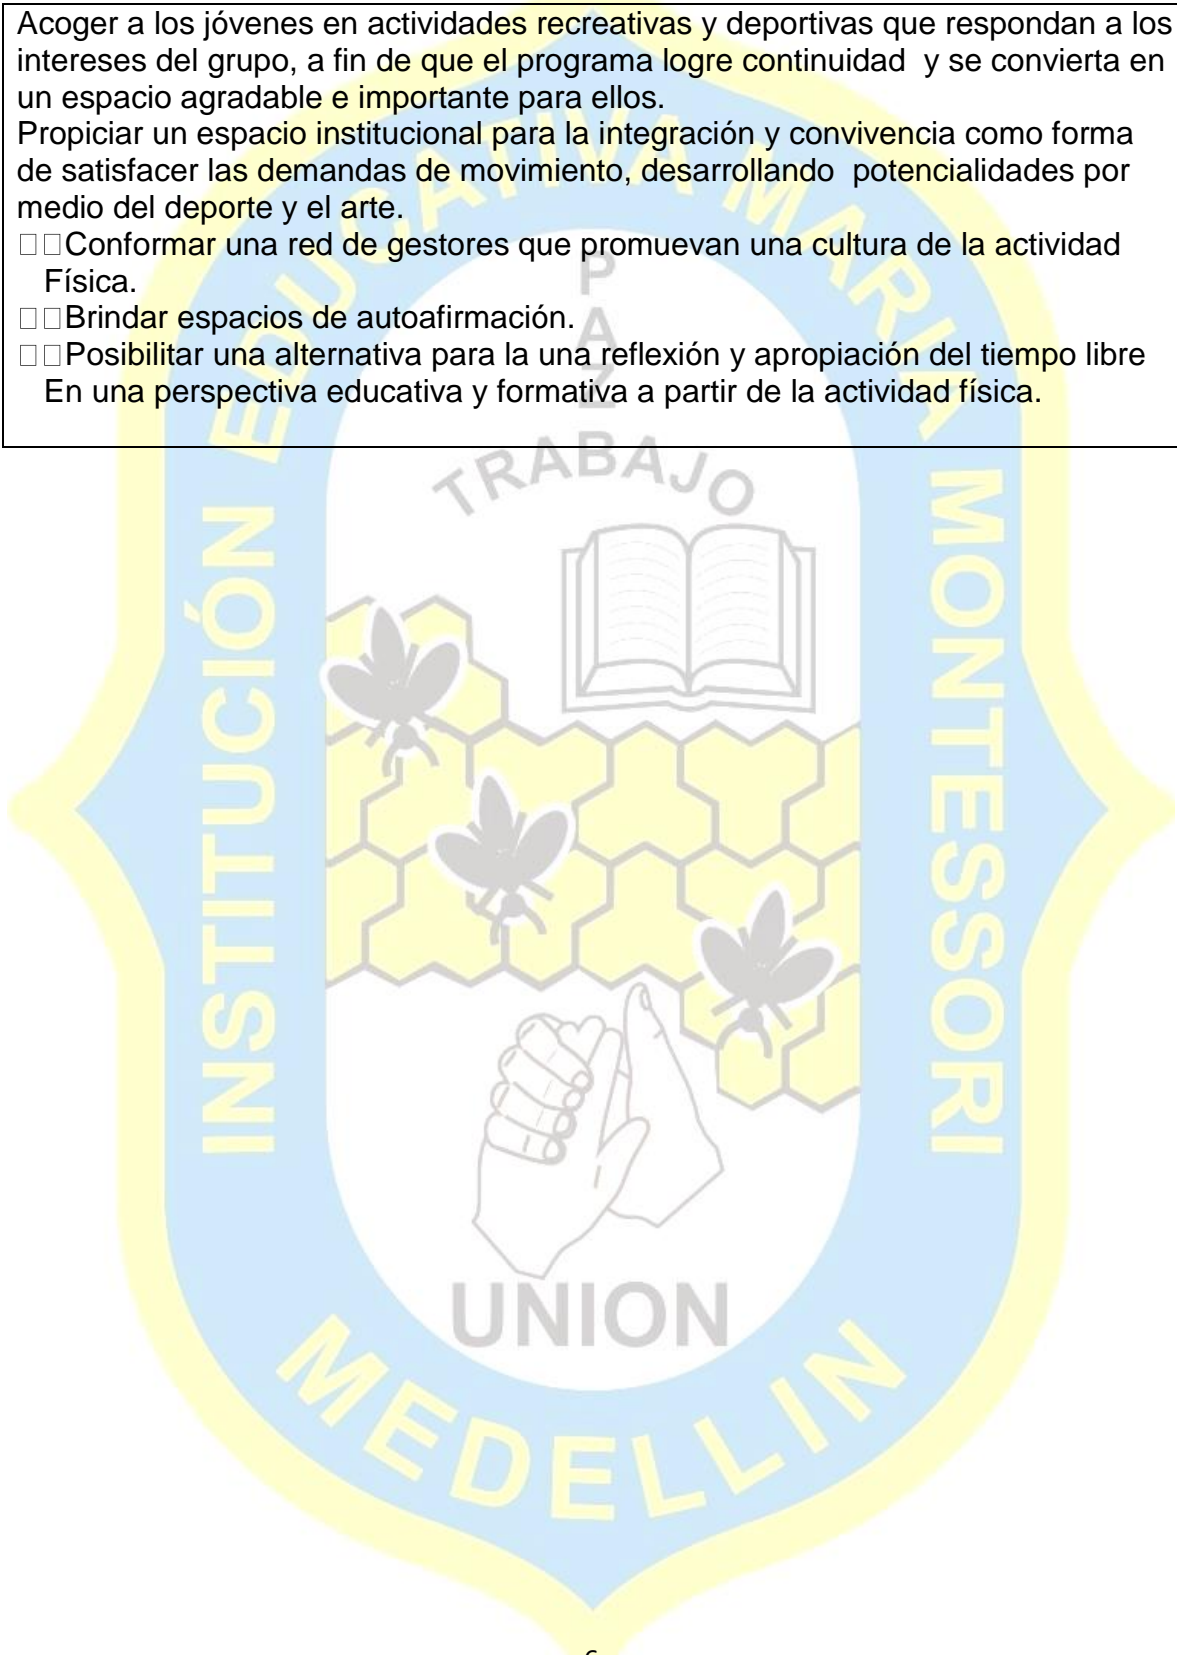 Acoger a los jóvenes en actividades recreativas y deportivas que respondan a los
intereses del grupo, a fin de que el programa logre continuidad  y se convierta en
un espacio agradable e importante para ellos.
Propiciar un espacio institucional para la integración y convivencia como forma
de satisfacer las demandas de movimiento, desarrollando  potencialidades por
medio del deporte y el arte.
□□Conformar una red de gestores que promuevan una cultura de la actividad
Física.
□□Brindar espacios de autoafirmación.
□□Posibilitar una alternativa para la una reflexión y apropiación del tiempo libre
En una perspectiva educativa y formativa a partir de la actividad física.
INSTITUCIÓN EDUCATIVA MARIA MONTESSORI
PAZ
TRABAJO
UNION
MEDELLIN